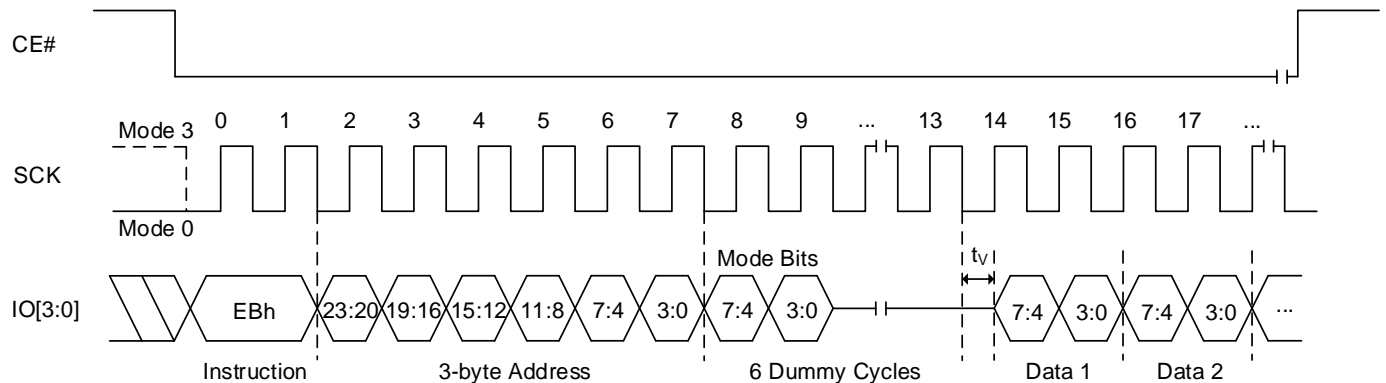 CE#
0 1 2 3 4 5 6 7 8 9 ... 13 14 15 16 17 ...
Mode 3
SCK
Mode 0
Mode Bits
tV
IO[3:0]
EBh 23:20 19:16 15:12 11:8 7:4 3:0 7:4 3:0 7:4 3:0 7:4 3:0 ...
Instruction 3-byte Address 6 Dummy Cycles Data 1 Data 2